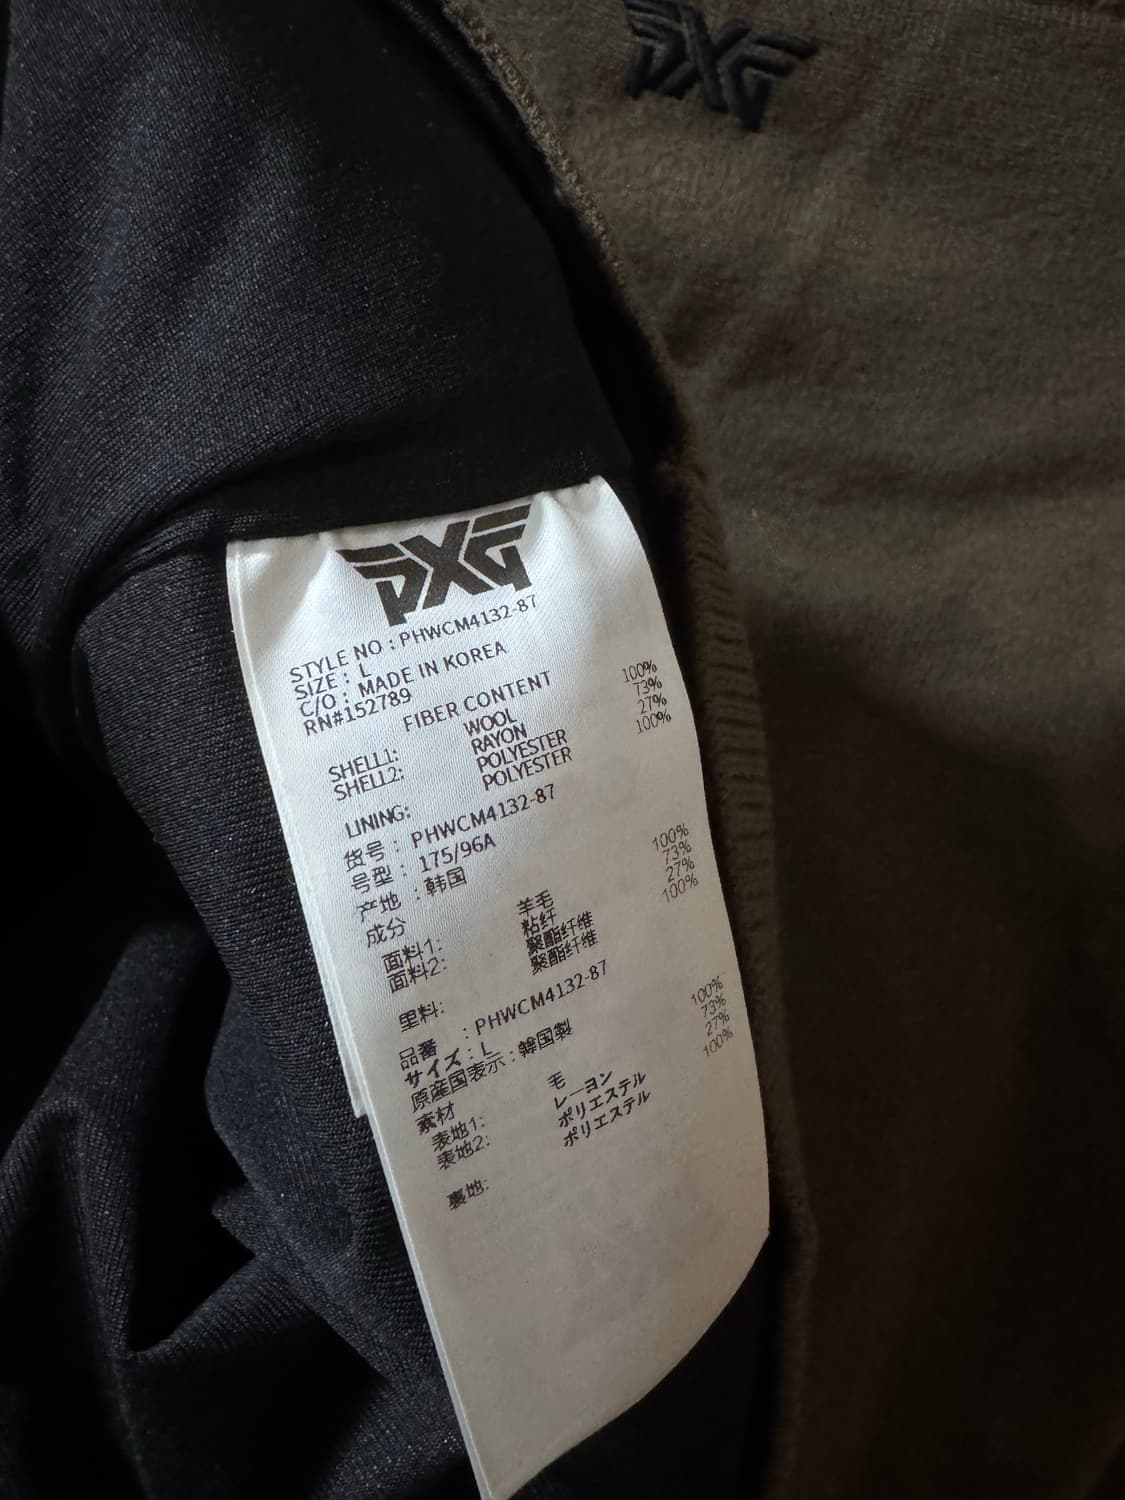 PXG
PXG
STYLE NO : PHWCM4132-87
SIZE : L
C/O : MADE IN KOREA
RN#152789
FIBER CONTENT
SHELL1: WOOL 100%
SHELL2: RAYON 73%
POLYESTER 27%
LINING: POLYESTER 100%
货号 : PHWCM4132-87
号型 : 175/96A
产地 : 韩国
成分
面料1: 羊毛 100%
面料2: 粘纤 73%
聚酯纤维 27%
里料: 聚酯纤维 100%
品番 : PHWCM4132-87
サイズ : L
原産国表示 : 韓国製
素材
表地1: 毛 100%
表地2: レーヨン 73%
ポリエステル 27%
裏地: ポリエステル 100%